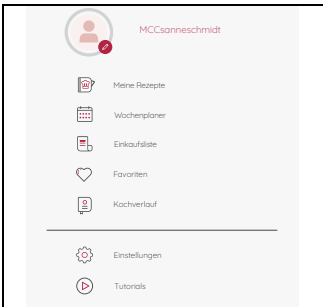 MCCsanneschmidt
Meine Rezepte
Wochenplaner
Einkaufsliste
Favoriten
Kochverlauf
Einstellungen
Tutorials